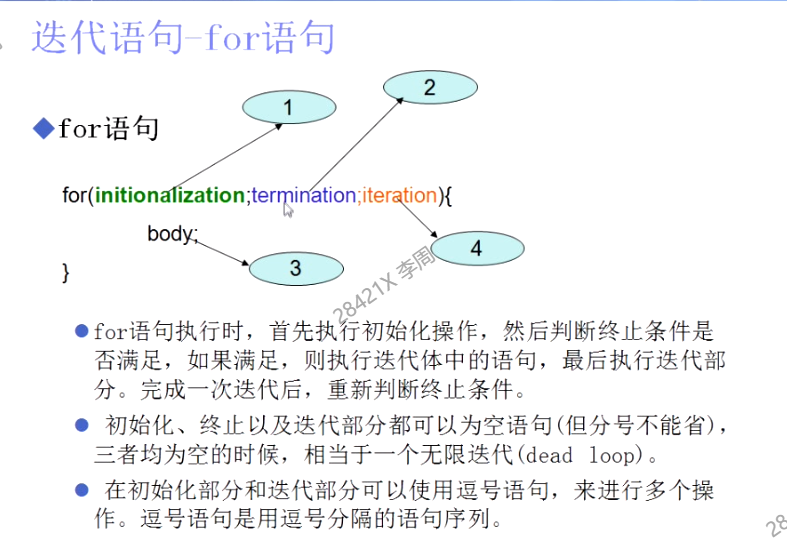 迭代语句-for语句
1
2
◆for语句
for(initionalization;termination;iteration){
body;
4
3
}
28421X 李周
●for语句执行时，首先执行初始化操作，然后判断终止条件是
否满足，如果满足，则执行迭代体中的语句，最后执行迭代部
分。完成一次迭代后，重新判断终止条件。
● 初始化、终止以及迭代部分都可以为空语句(但分号不能省)，
三者均为空的时候，相当于一个无限迭代(dead loop)。
● 在初始化部分和迭代部分可以使用逗号语句，来进行多个操
作。逗号语句是用逗号分隔的语句序列。
28